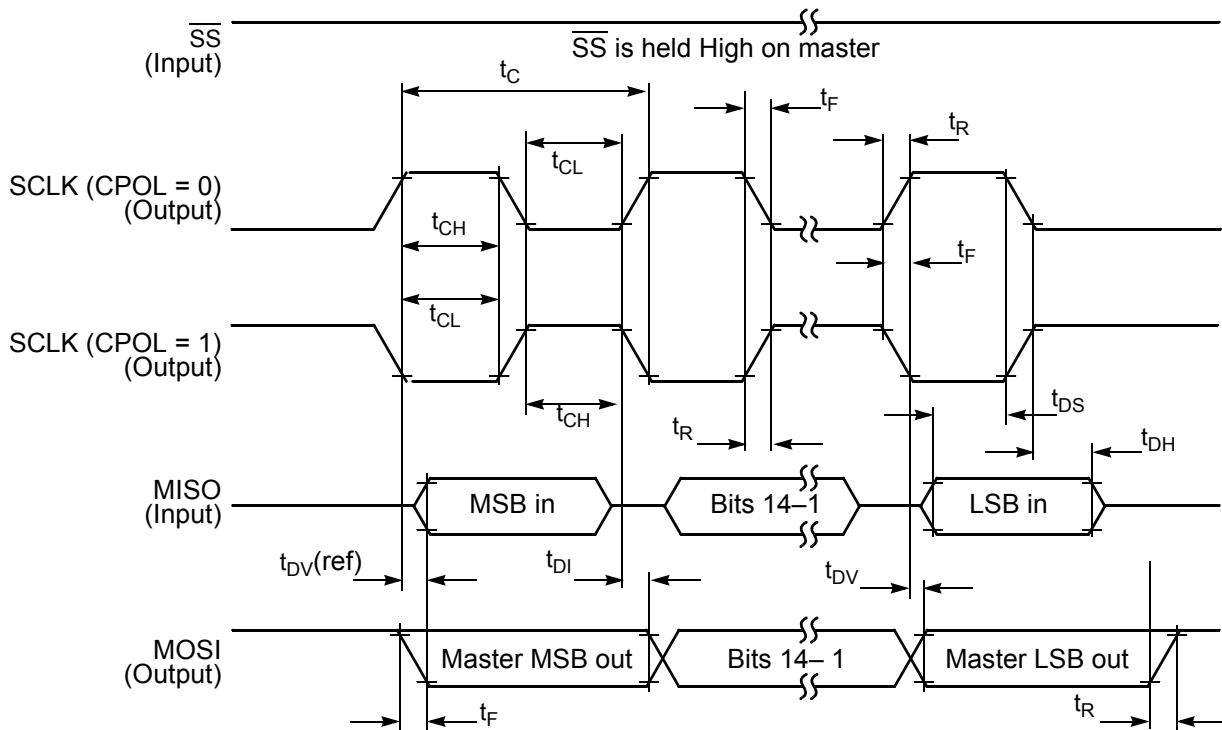 SS
(Input)
SS is held High on master
tC
tF
tR
tCL
SCLK (CPOL = 0)
(Output)
tCH
tF
tCL
SCLK (CPOL = 1)
(Output)
tCH
tDS
tR
tDH
MISO
(Input)
MSB in
Bits 14–1
LSB in
tDV(ref)
tDI
tDV
MOSI
(Output)
Master MSB out
Bits 14– 1
Master LSB out
tF
tR